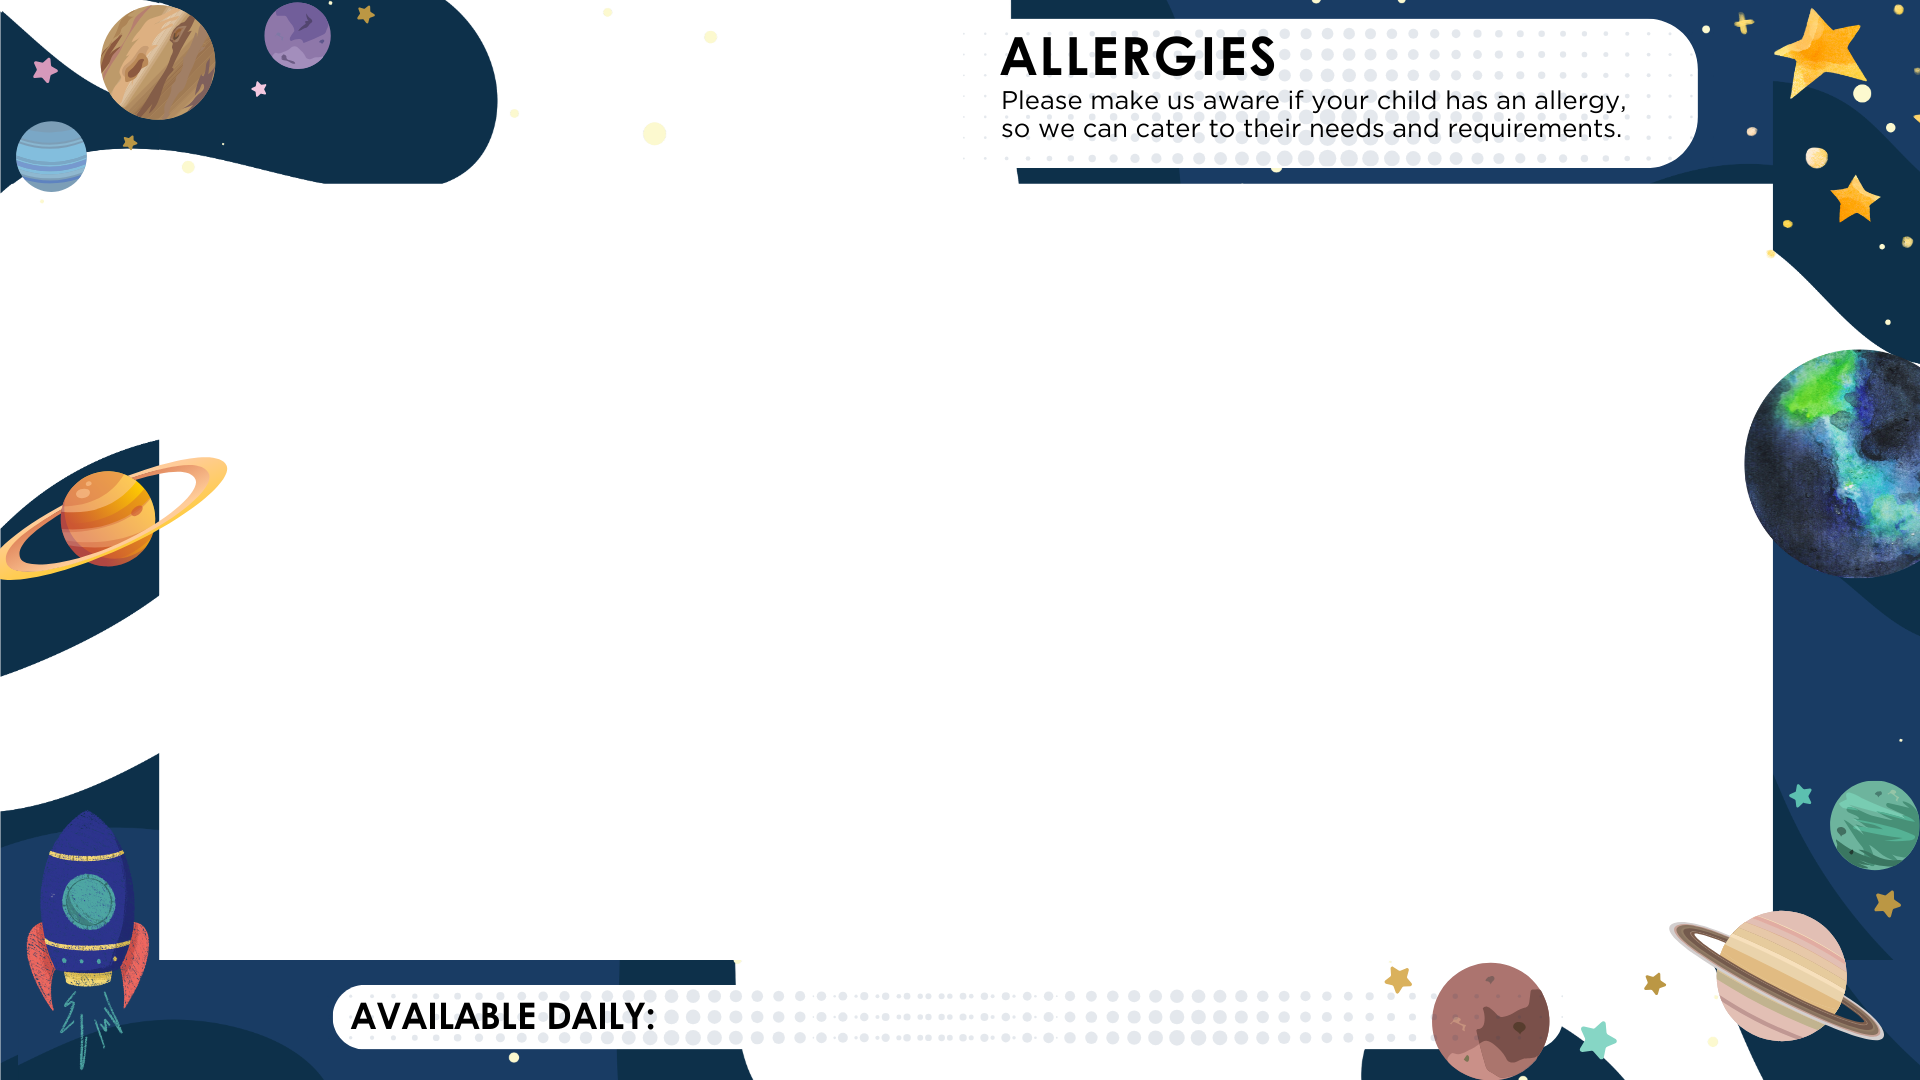 ALLERGIES
Please make us aware if your child has an allergy,
so we can cater to their needs and requirements.
AVAILABLE DAILY: